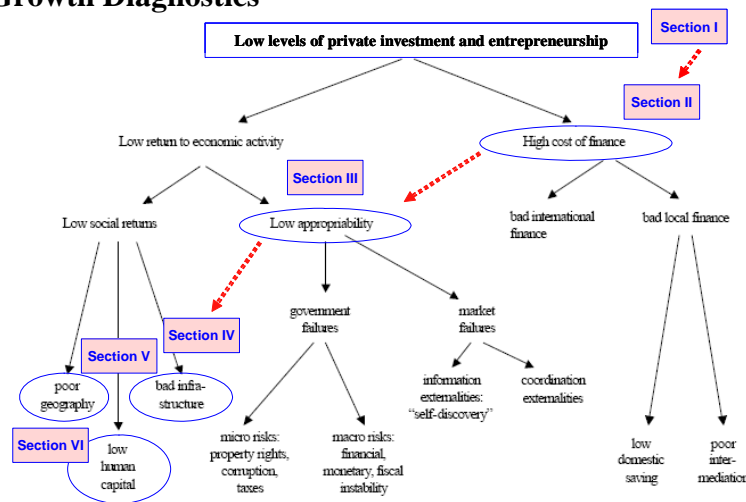 Growth Diagnostics
Section I
Low levels of private investment and entrepreneurship
Section II
Low return to economic activity
High cost of finance
Section III
Low social returns
Low appropriability
bad international
finance
bad local finance
Section IV
government
failures
market
failures
Section V
poor
geography
bad infra-
structure
information
externalities:
"self-discovery"
coordination
externalities
Section VI
low
human
capital
micro risks:
property rights,
corruption,
taxes
macro risks:
financial,
monetary, fiscal
instability
low
domestic
saving
poor
inter-
mediation